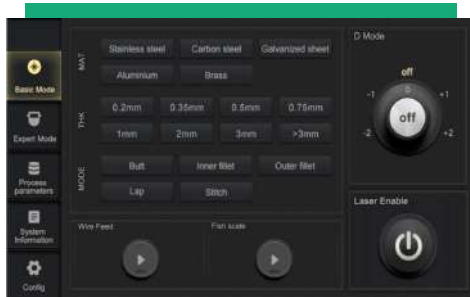 Basic Mode
Expert Mode
Process
parameters
System
Information
Config
MAT
Stainless steel Carbon steel Galvanized sheet
Aluminium Brass
THK
0.2mm 0.35mm 0.5mm 0.75mm
1mm 2mm 3mm >3mm
MODE
Butt Inner fillet Outer fillet
Lap Stitch
Wire Feed Fish scale
D Mode
off
-1 0 +1
off
-2 +2
Laser Enable